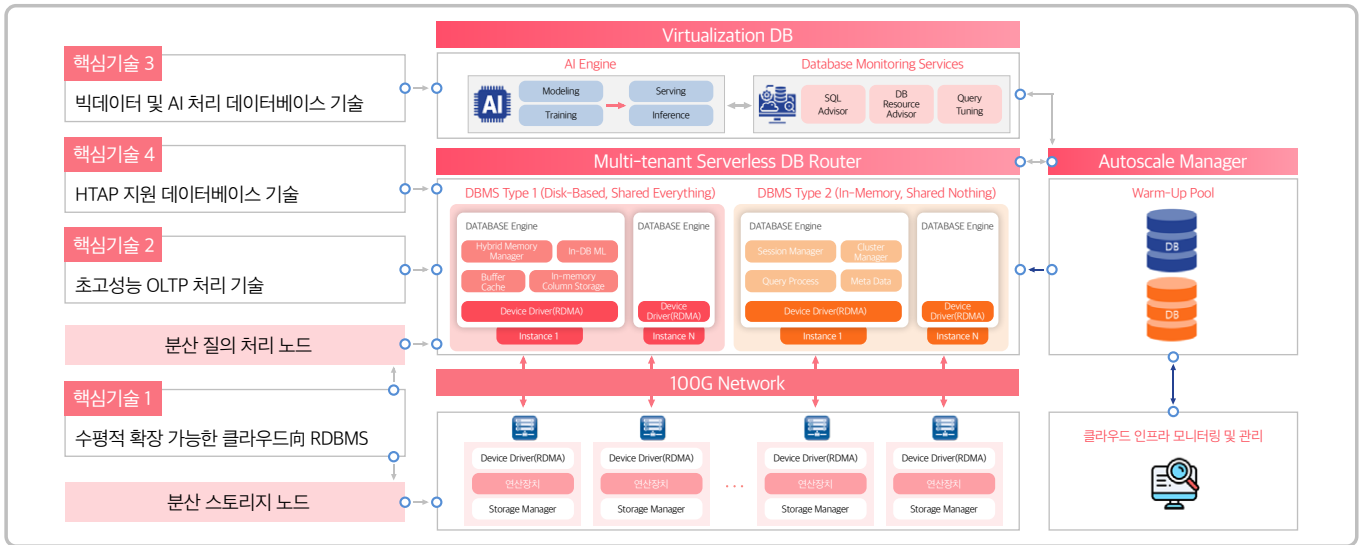 핵심기술 3
빅데이터 및 AI 처리 데이터베이스 기술
핵심기술 4
HTAP 지원 데이터베이스 기술
핵심기술 2
초고성능 OLTP 처리 기술
분산 질의 처리 노드
핵심기술 1
수평적 확장 가능한 클라우드向 RDBMS
분산 스토리지 노드
Virtualization DB
AI Engine
AI
Modeling
Training
Serving
Inference
Database Monitoring Services
SQL
Advisor
DB
Resource
Advisor
Query
Tuning
Multi-tenant Serverless DB Router
DBMS Type 1 (Disk-Based, Shared Everything)
DATABASE Engine
Hybrid Memory
Manager
In-DB ML
Buffer
Cache
In-memory
Column Storage
Device Driver(RDMA)
Instance 1
DATABASE Engine
Device
Driver(RDMA)
Instance N
DBMS Type 2 (In-Memory, Shared Nothing)
DATABASE Engine
Session Manager
Cluster
Manager
Query Process
Meta Data
Device Driver(RDMA)
Instance 1
DATABASE Engine
Device
Driver(RDMA)
Instance N
100G Network
Device Driver(RDMA)
연산장치
Storage Manager
Device Driver(RDMA)
연산장치
Storage Manager
...
Device Driver(RDMA)
연산장치
Storage Manager
Device Driver(RDMA)
연산장치
Storage Manager
Autoscale Manager
Warm-Up Pool
DB
DB
클라우드 인프라 모니터링 및 관리